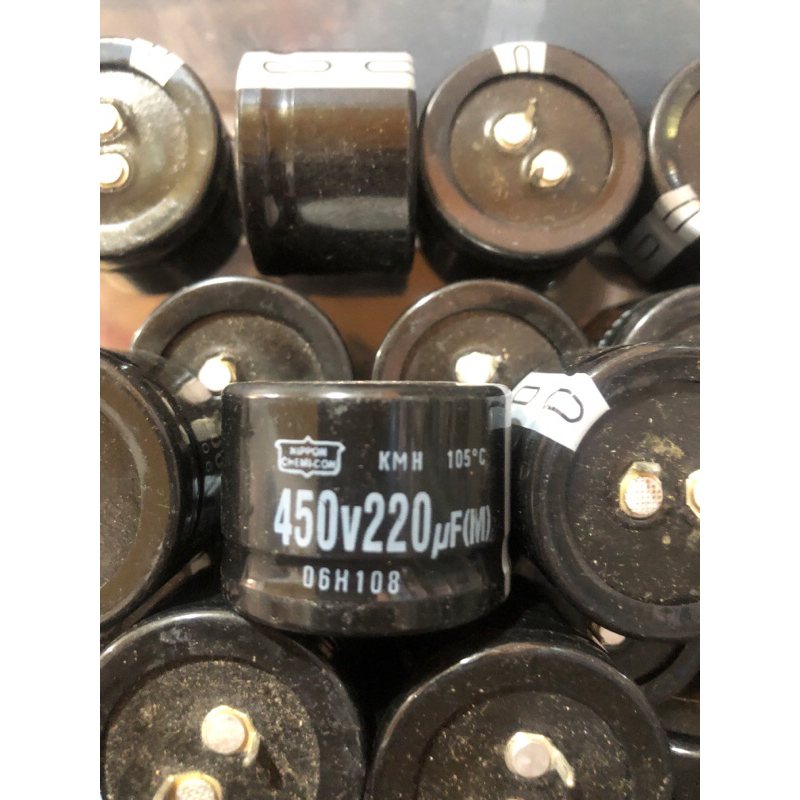 NIPPON
CHEMI-CON
KMH 105°C
450v220µF(M)
06H108